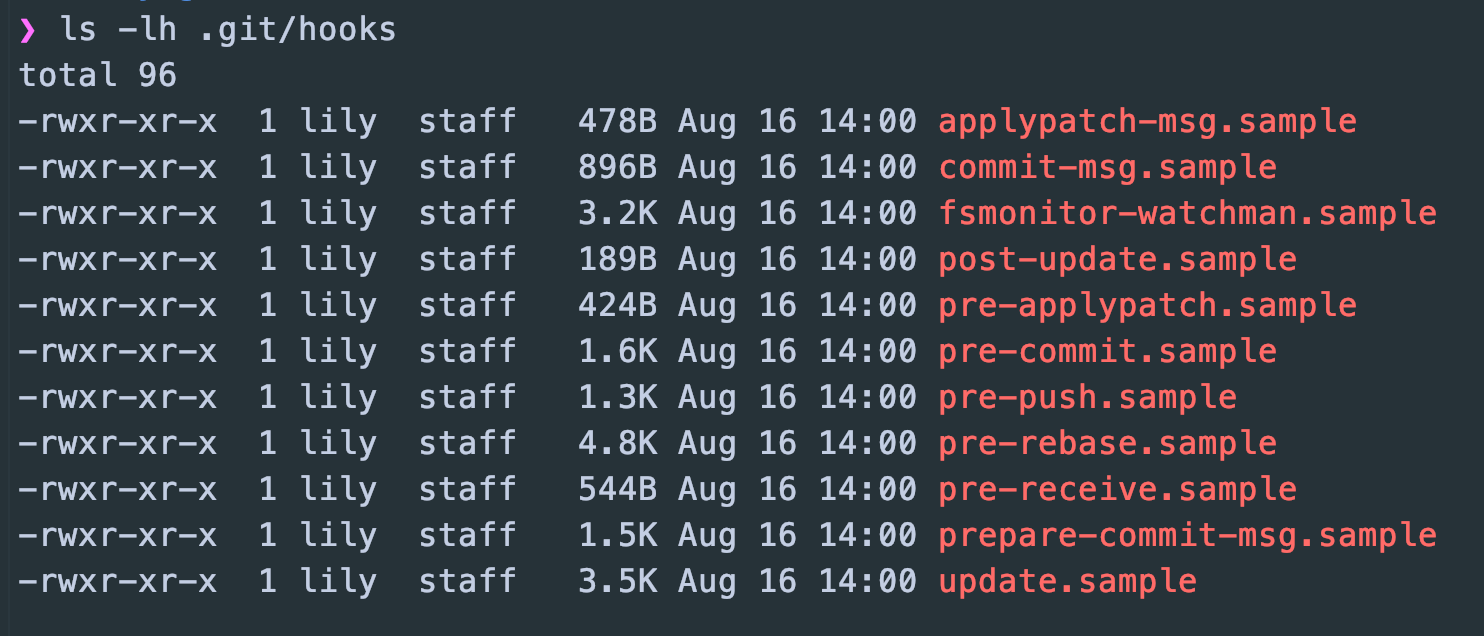 ❯ ls -lh .git/hooks
total 96
-rwxr-xr-x  1 lily  staff   478B Aug 16 14:00 applypatch-msg.sample
-rwxr-xr-x  1 lily  staff   896B Aug 16 14:00 commit-msg.sample
-rwxr-xr-x  1 lily  staff   3.2K Aug 16 14:00 fsmonitor-watchman.sample
-rwxr-xr-x  1 lily  staff   189B Aug 16 14:00 post-update.sample
-rwxr-xr-x  1 lily  staff   424B Aug 16 14:00 pre-applypatch.sample
-rwxr-xr-x  1 lily  staff   1.6K Aug 16 14:00 pre-commit.sample
-rwxr-xr-x  1 lily  staff   1.3K Aug 16 14:00 pre-push.sample
-rwxr-xr-x  1 lily  staff   4.8K Aug 16 14:00 pre-rebase.sample
-rwxr-xr-x  1 lily  staff   544B Aug 16 14:00 pre-receive.sample
-rwxr-xr-x  1 lily  staff   1.5K Aug 16 14:00 prepare-commit-msg.sample
-rwxr-xr-x  1 lily  staff   3.5K Aug 16 14:00 update.sample